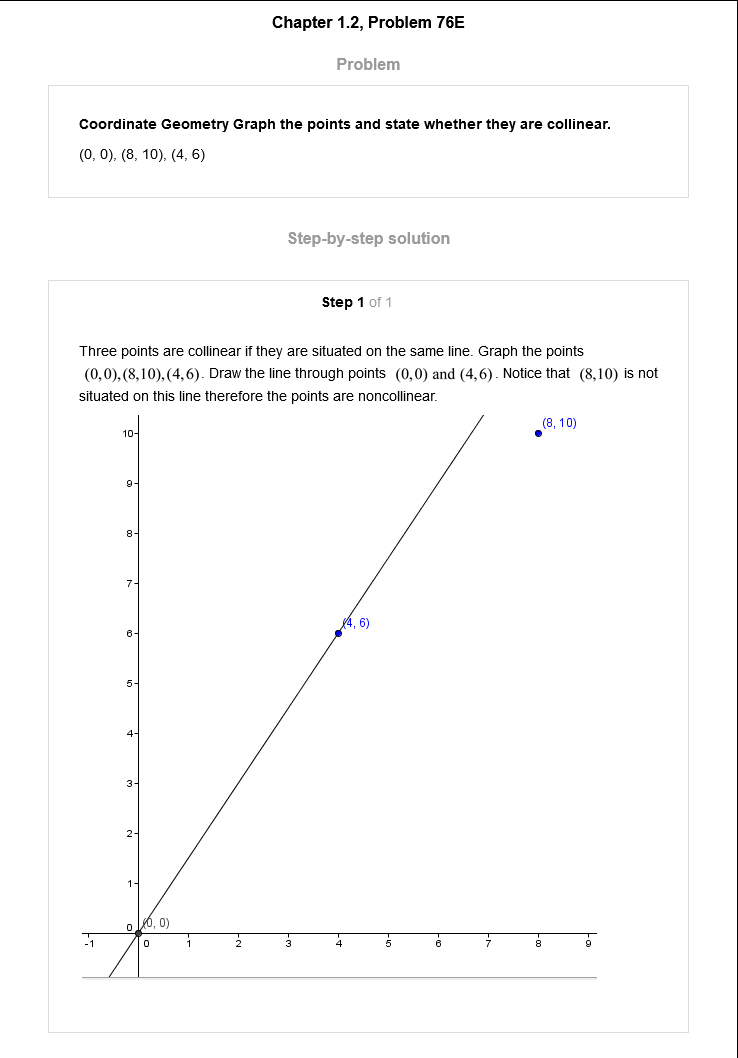 Chapter 1.2, Problem 76E
Problem
Coordinate Geometry Graph the points and state whether they are collinear.
(0, 0), (8, 10), (4, 6)
Step-by-step solution
Step 1 of 1
Three points are collinear if they are situated on the same line. Graph the points
(0,0),(8,10),(4,6). Draw the line through points (0,0) and (4,6). Notice that (8,10) is not
situated on this line therefore the points are noncollinear.
(8, 10)
10
9
8
7
(4, 6)
6
5
4
3
2
1
(0, 0)
0
-1 0 1 2 3 4 5 6 7 8 9